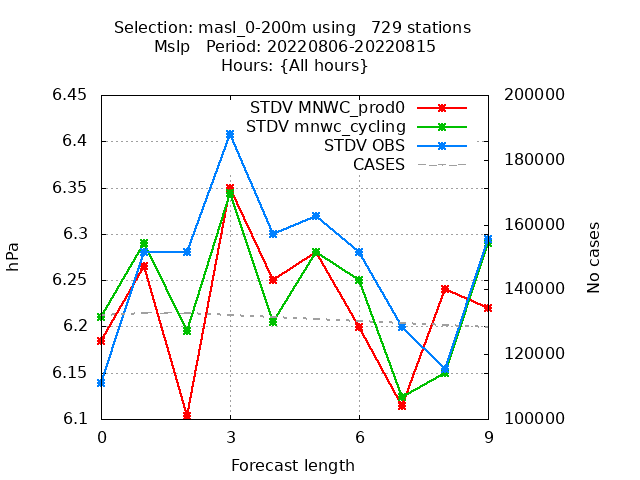 Selection: masl_0-200m using   729 stations
Mslp   Period: 20220806-20220815
Hours: {All hours}
6.45
6.4
6.35
6.3
6.25
6.2
6.15
6.1
hPa
STDV MNWC_prod0
STDV mnwc_cycling
STDV OBS
CASES
200000
180000
160000
140000
120000
100000
No cases
0 3 6 9
Forecast length